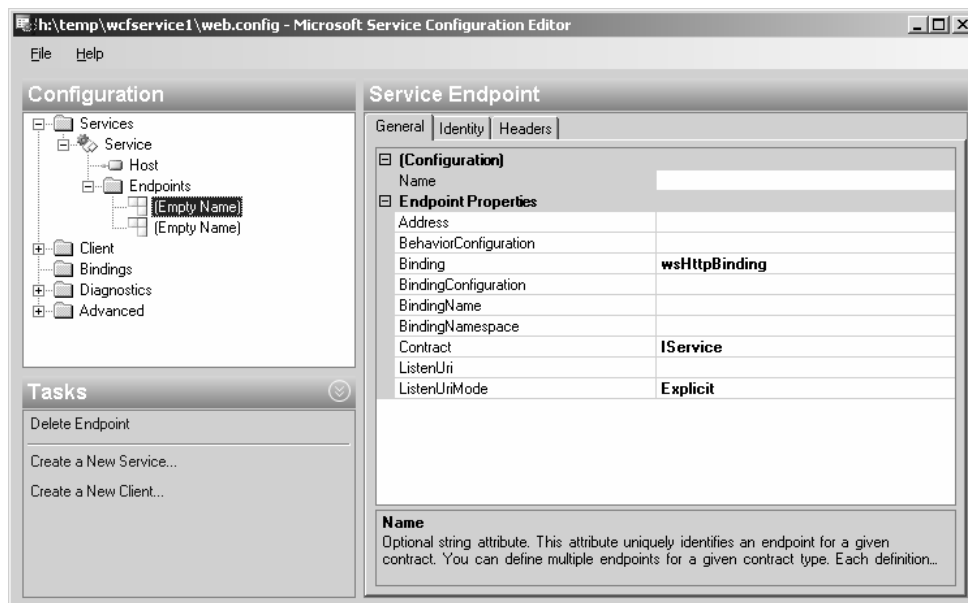 h:\temp\wcfservice1\web.config - Microsoft Service Configuration Editor
File Help
Configuration
Services
Service
Host
Endpoints
(Empty Name)
(Empty Name)
Client
Bindings
Diagnostics
Advanced
Tasks
Delete Endpoint
Create a New Service...
Create a New Client...
Service Endpoint
General Identity Headers
(Configuration)
Name
Endpoint Properties
Address
BehaviorConfiguration
Binding wsHttpBinding
BindingConfiguration
BindingName
BindingNamespace
Contract IService
ListenUri
ListenUriMode Explicit
Name
Optional string attribute. This attribute uniquely identifies an endpoint for a given
contract. You can define multiple endpoints for a given contract type. Each definition...